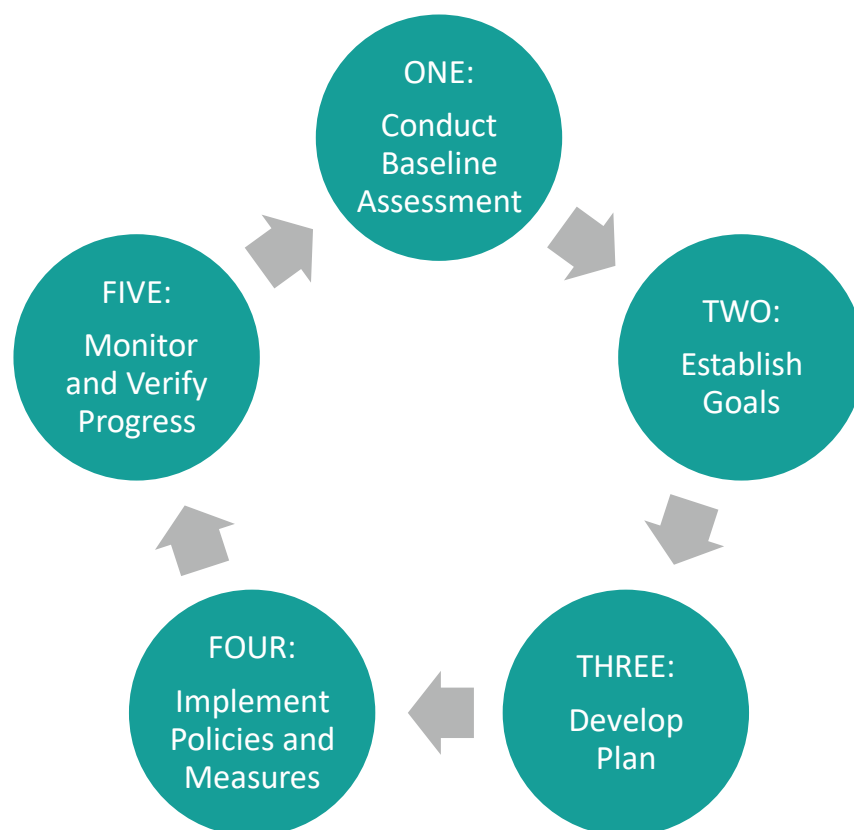 ONE:
Conduct
Baseline
Assessment
TWO:
Establish
Goals
THREE:
Develop
Plan
FOUR:
Implement
Policies and
Measures
FIVE:
Monitor
and Verify
Progress